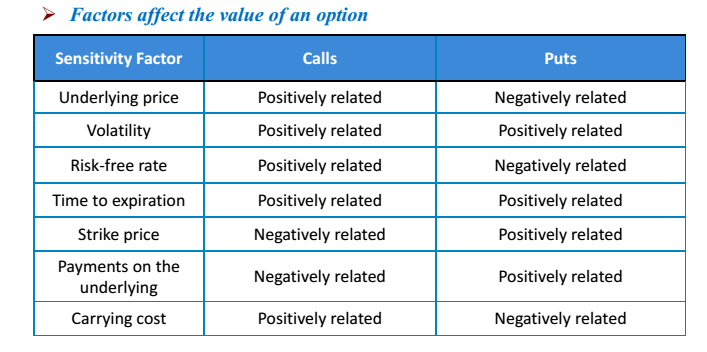 ➢ Factors affect the value of an option
Sensitivity Factor Calls Puts
Underlying price Positively related Negatively related
Volatility Positively related Positively related
Risk-free rate Positively related Negatively related
Time to expiration Positively related Positively related
Strike price Negatively related Positively related
Payments on the
underlying Negatively related Positively related
Carrying cost Positively related Negatively related